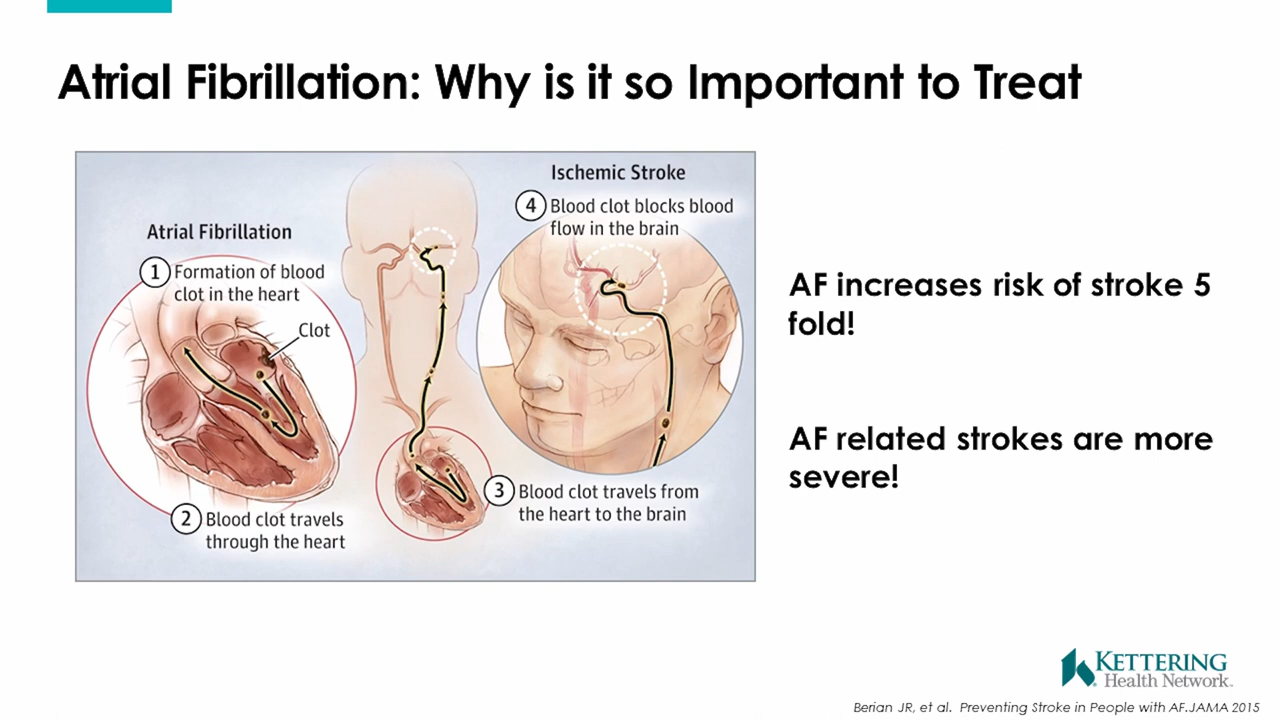 Atrial Fibrillation: Why is it so Important to Treat
Atrial Fibrillation
1 Formation of blood
clot in the heart
Clot
2 Blood clot travels
through the heart
3 Blood clot travels from
the heart to the brain
Ischemic Stroke
4 Blood clot blocks blood
flow in the brain
AF increases risk of stroke 5
fold!
AF related strokes are more
severe!
KETTERING
Health Network™
Berian JR, et al. Preventing Stroke in People with AF.JAMA 2015